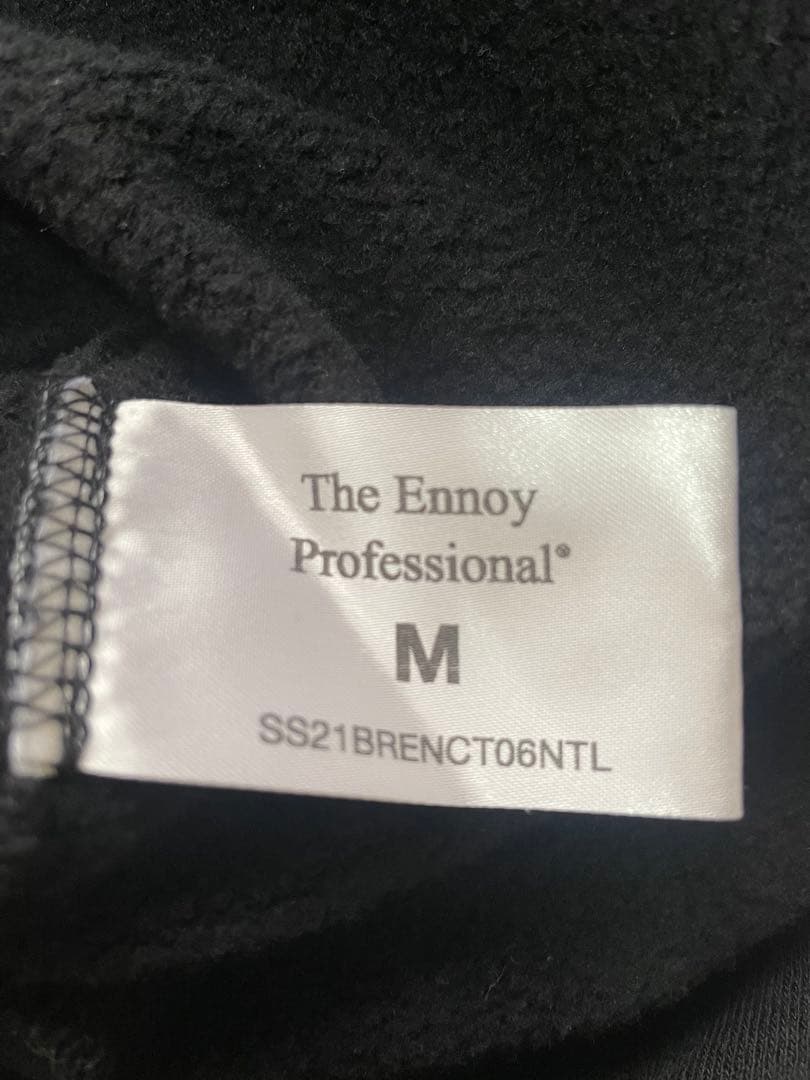 The Ennoy
Professional®
M
SS21BRENCT06NTL